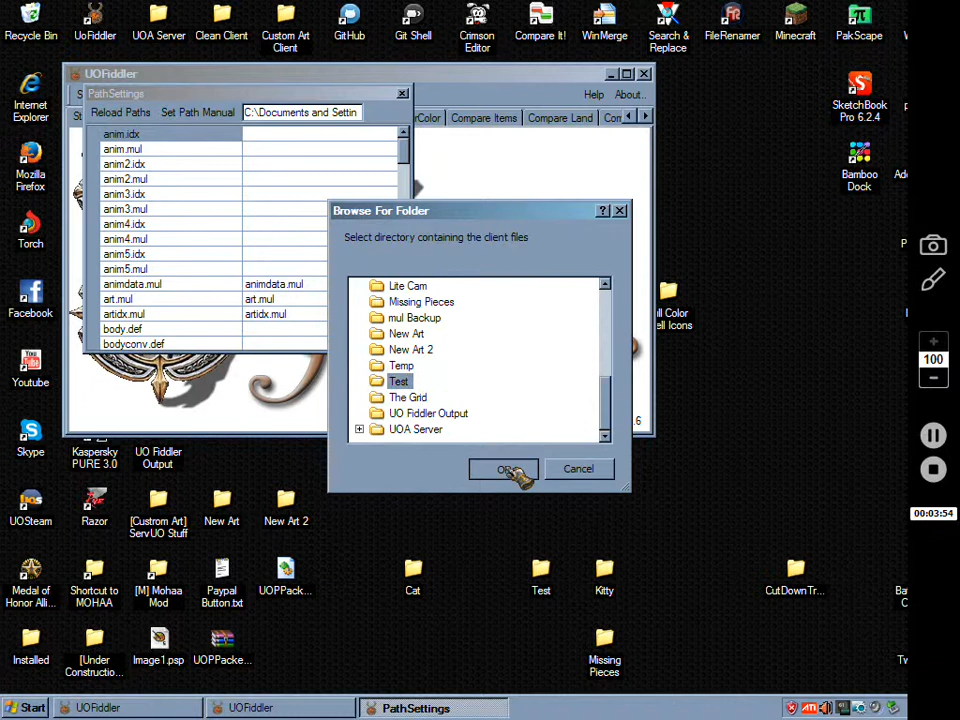 Recycle Bin
UoFiddler
UOA Server
Clean Client
Custom Art
Client
GitHub
Git Shell
Crimson
Editor
Compare It!
WinMerge
Search &
Replace
FileRenamer
Minecraft
PakScape
Internet
Explorer
Mozilla
Firefox
Torch
Facebook
Youtube
Skype
Kaspersky
PURE 3.0
UO Fiddler
Output
SketchBook
Pro 6.2.4
Bamboo
Dock
UOFiddler
Help
About..
Compare Items
Compare Land
PathSettings
Reload Paths
Set Path Manual
C:\Documents and Settin
anim.idx
anim.mul
anim2.idx
anim2.mul
anim3.idx
anim3.mul
anim4.idx
anim4.mul
anim5.idx
anim5.mul
animdata.mul animdata.mul
art.mul art.mul
artidx.mul artidx.mul
body.def
bodyconv.def
Browse For Folder
Select directory containing the client files
Lite Cam
Missing Pieces
mul Backup
New Art
New Art 2
Temp
Test
The Grid
UO Fiddler Output
UOA Server
Cancel
100
00:03:54
UOSteam
Razor
[Custrom Art]
ServUO Stuff
New Art
New Art 2
Medal of
Honor Alli...
Shortcut to
MOHAA
[M] Mohaa
Mod
Paypal
Button.txt
UOPPack...
Cat
Test
Kitty
CutDownTr...
Installed
[Under
Constructio...
Image1.psp
UOPPacke...
Missing
Pieces
Start
UOFiddler
UOFiddler
PathSettings
ATI